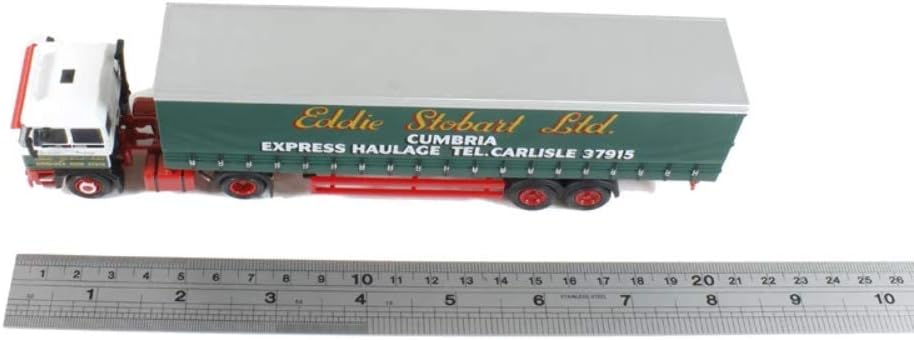 Eddie Stobart Ltd.
CUMBRIA
EXPRESS HAULAGE TEL.CARLISLE 37915
1 2 3 4 5 6 7 8 9 10 11 12 13 14 15 16 17 18 19 20 21 22 23 24 25 26
STAINLESS STEEL
1 2 3 4 5 6 7 8 9 10